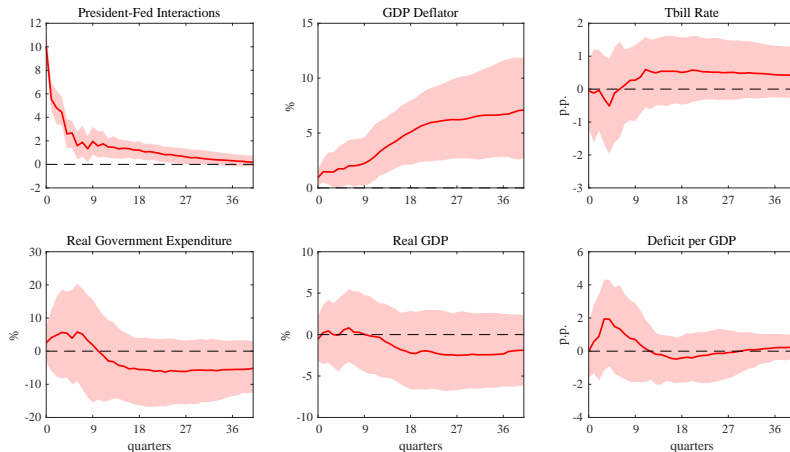 President-Fed Interactions
12
10
8
6
4
2
0
-2
0 9 18 27 36
GDP Deflator
%
15
10
5
0
0 9 18 27 36
Tbill Rate
p.p.
2
1
0
-1
-2
-3
0 9 18 27 36
Real Government Expenditure
%
30
20
10
0
-10
-20
0 9 18 27 36
quarters
Real GDP
%
10
5
0
-5
-10
0 9 18 27 36
quarters
Deficit per GDP
p.p.
6
4
2
0
-2
-4
0 9 18 27 36
quarters